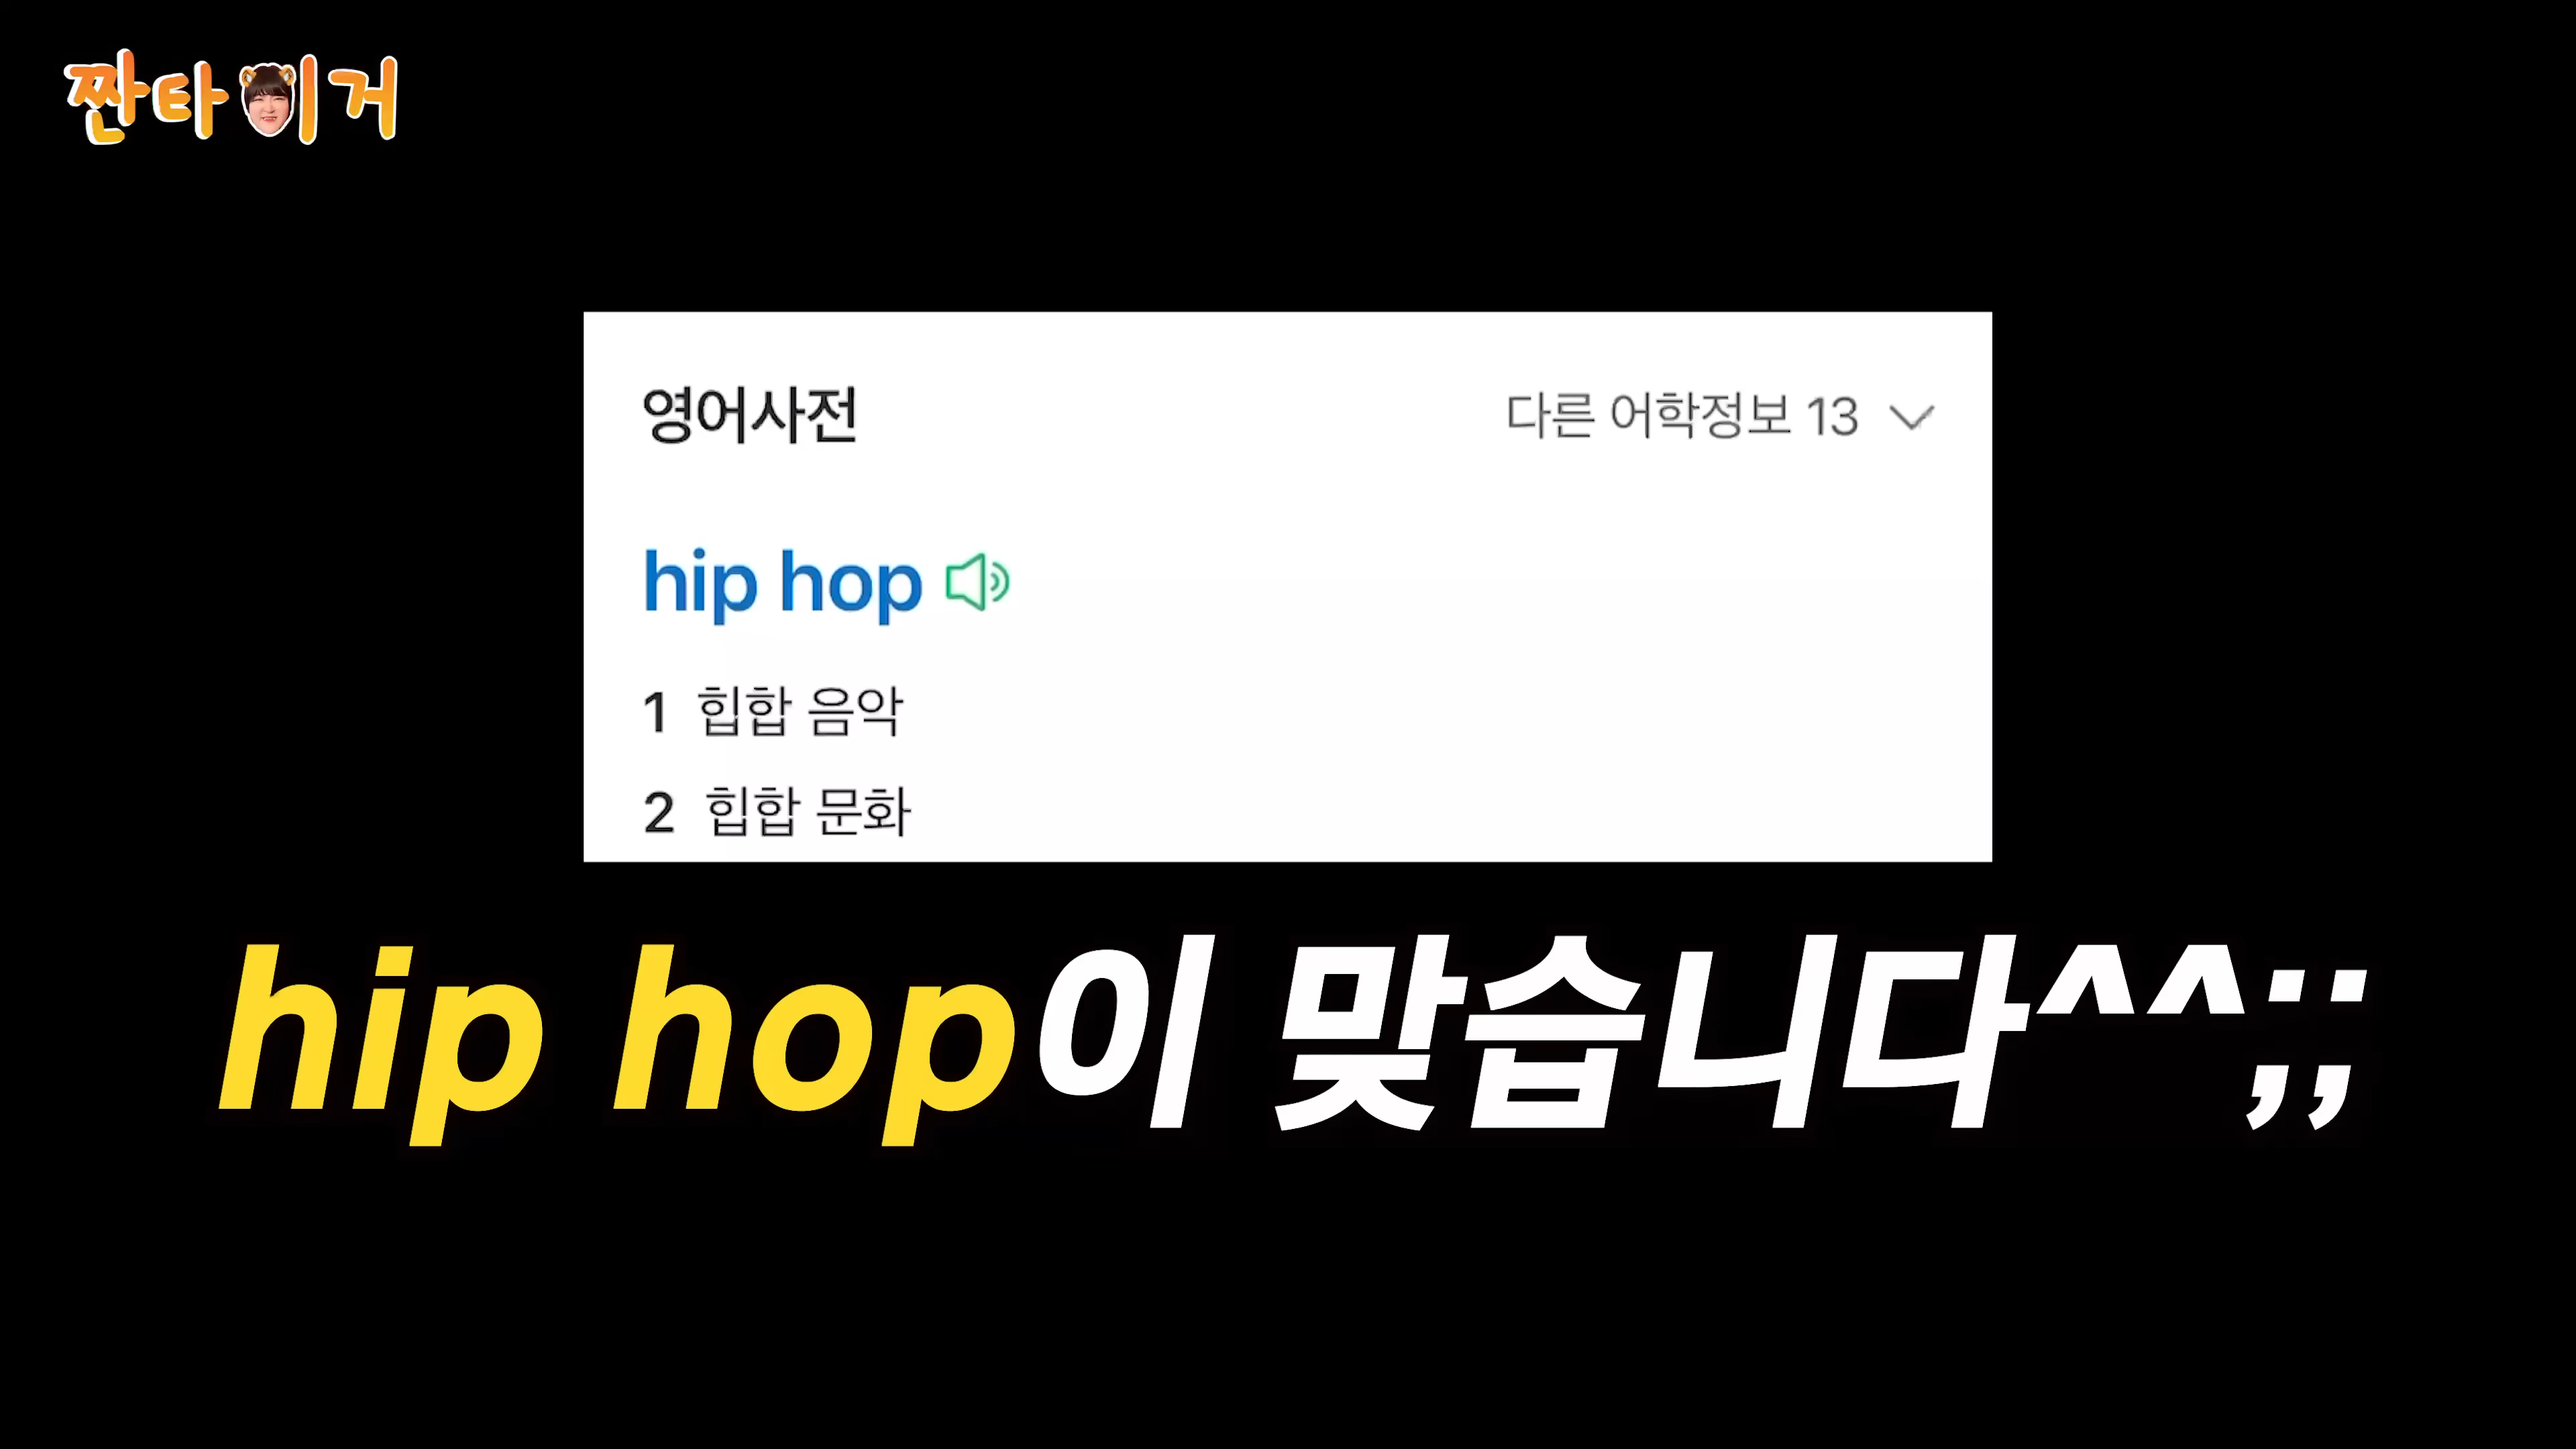 짠타이거
영어사전
다른 어학정보 13
hip hop
1 힙합 음악
2 힙합 문화
hip hop이 맞습니다^^;;